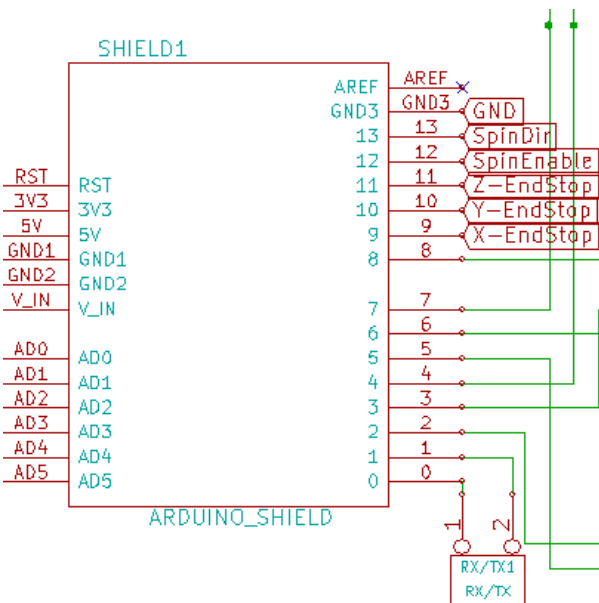 SHIELD1
AREF AREF
GND3 GND3 GND
13 13 SpinDir
12 12 SpinEnable
RST RST 11 11 Z-EndStop
3V3 3V3 10 10 Y-EndStop
5V 5V 9 9 X-EndStop
GND1 GND1 8 8
GND2 GND2
V_IN V_IN 7 7
6 6
AD0 AD0 5 5
AD1 AD1 4 4
AD2 AD2 3 3
AD3 AD3 2 2
AD4 AD4 1 1
AD5 AD5 0 0
ARDUINO_SHIELD
1 2
RX/TX1
RX/TX